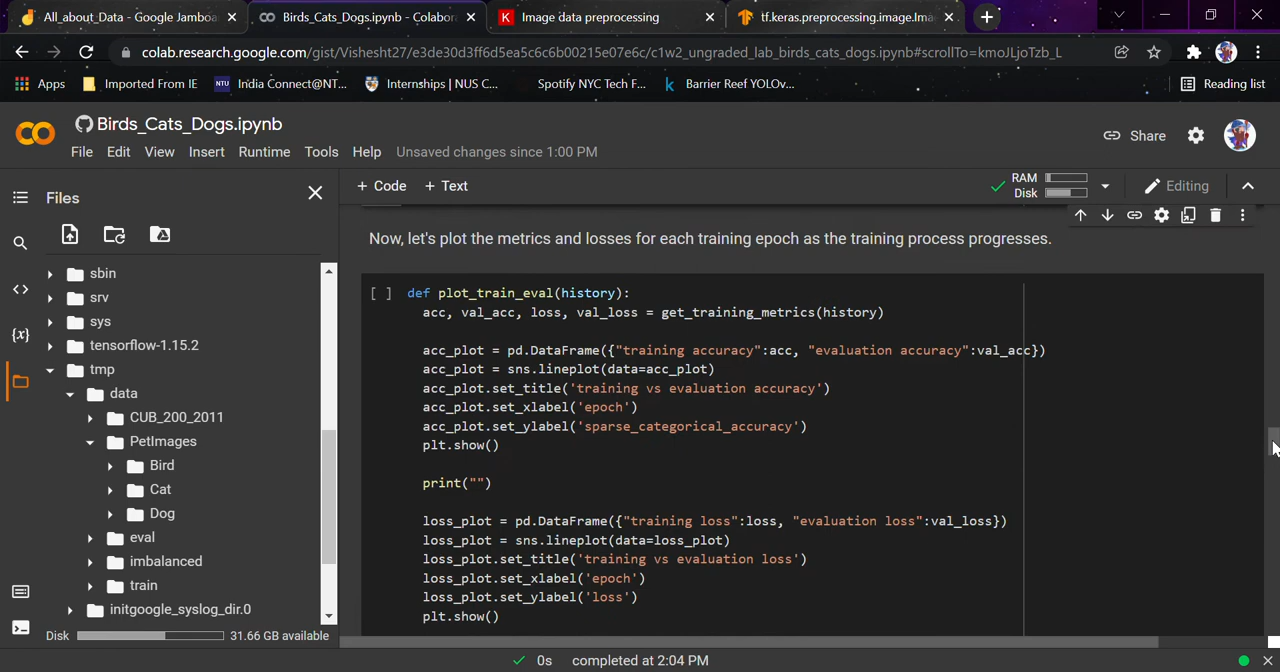 All_about_Data - Google Jamboa
Birds_Cats_Dogs.ipynb - Colabora
Image data preprocessing
tf.keras.preprocessing.image.Ima
colab.research.google.com/gist/Vishesht27/e3de30d3ff6d5ea5c6c6b00215e07e6c/c1w2_ungraded_lab_birds_cats_dogs.ipynb#scrollTo=kmoJLjoTzb_L
Apps
Imported From IE
NTU India Connect@NT...
Internships | NUS C...
Spotify NYC Tech F...
k Barrier Reef YOLOv...
Reading list
Birds_Cats_Dogs.ipynb
Share
File Edit View Insert Runtime Tools Help Unsaved changes since 1:00 PM
Files
+ Code + Text
RAM
Disk
Editing
sbin
srv
sys
tensorflow-1.15.2
tmp
data
CUB_200_2011
PetImages
Bird
Cat
Dog
eval
imbalanced
train
initgoogle_syslog_dir.0
Disk 31.66 GB available
Now, let's plot the metrics and losses for each training epoch as the training process progresses.
[ ] def plot_train_eval(history):
acc, val_acc, loss, val_loss = get_training_metrics(history)
acc_plot = pd.DataFrame({"training accuracy":acc, "evaluation accuracy":val_acc})
acc_plot = sns.lineplot(data=acc_plot)
acc_plot.set_title('training vs evaluation accuracy')
acc_plot.set_xlabel('epoch')
acc_plot.set_ylabel('sparse_categorical_accuracy')
plt.show()
print("")
loss_plot = pd.DataFrame({"training loss":loss, "evaluation loss":val_loss})
loss_plot = sns.lineplot(data=loss_plot)
loss_plot.set_title('training vs evaluation loss')
loss_plot.set_xlabel('epoch')
loss_plot.set_ylabel('loss')
plt.show()
0s completed at 2:04 PM